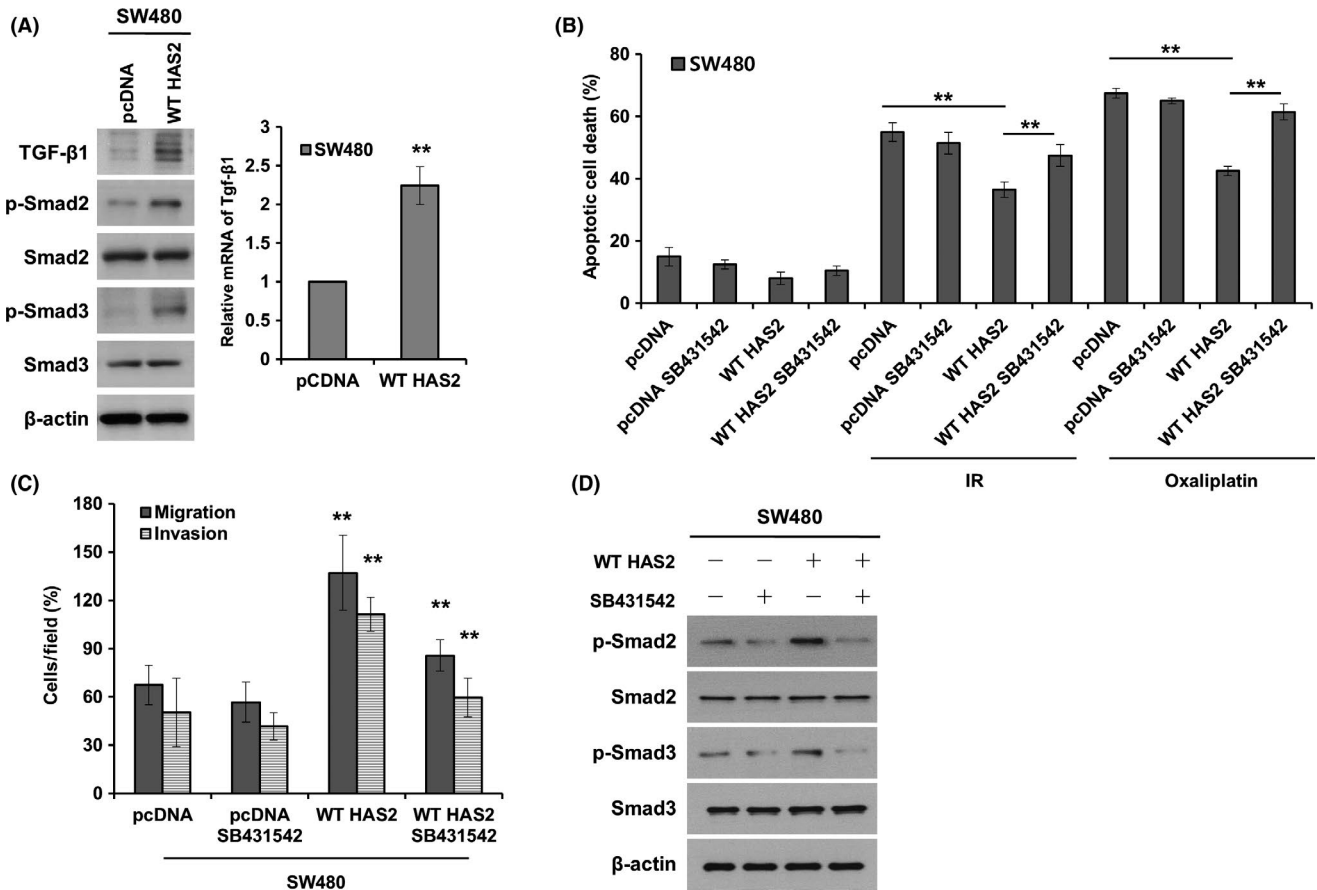 (A)
SW480
pcDNA
WT HAS2
TGF-β1
p-Smad2
Smad2
p-Smad3
Smad3
β-actin
Relative mRNA of Tgf-β1
3
2.5
2
1.5
1
0.5
0
SW480
**
pCDNA
WT HAS2
(B)
Apoptotic cell death (%)
80
60
40
20
0
SW480
**
**
**
**
pcDNA
pcDNA SB431542
WT HAS2
WT HAS2 SB431542
pcDNA
pcDNA SB431542
WT HAS2
WT HAS2 SB431542
pcDNA
pcDNA SB431542
WT HAS2
WT HAS2 SB431542
IR
Oxaliplatin
(C)
Cells/field (%)
180
150
120
90
60
30
0
Migration
Invasion
**
**
**
**
pcDNA
pcDNA
SB431542
WT HAS2
WT HAS2
SB431542
SW480
(D)
SW480
WT HAS2 − − + +
SB431542 − + − +
p-Smad2
Smad2
p-Smad3
Smad3
β-actin